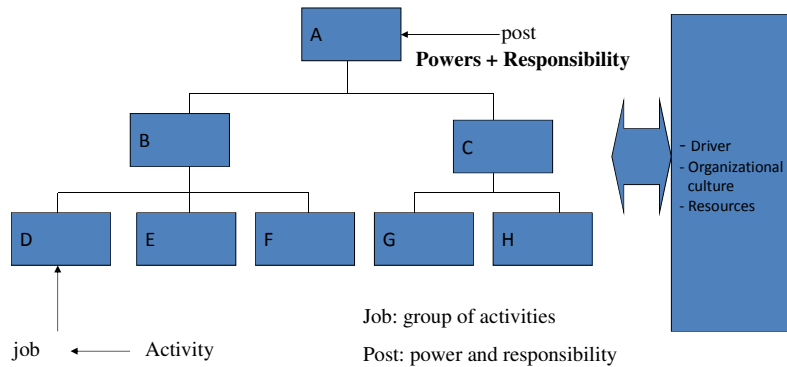 A
post
Powers + Responsibility
B
C
- Driver
- Organizational
culture
- Resources
D
E
F
G
H
Job: group of activities
job
Activity
Post: power and responsibility